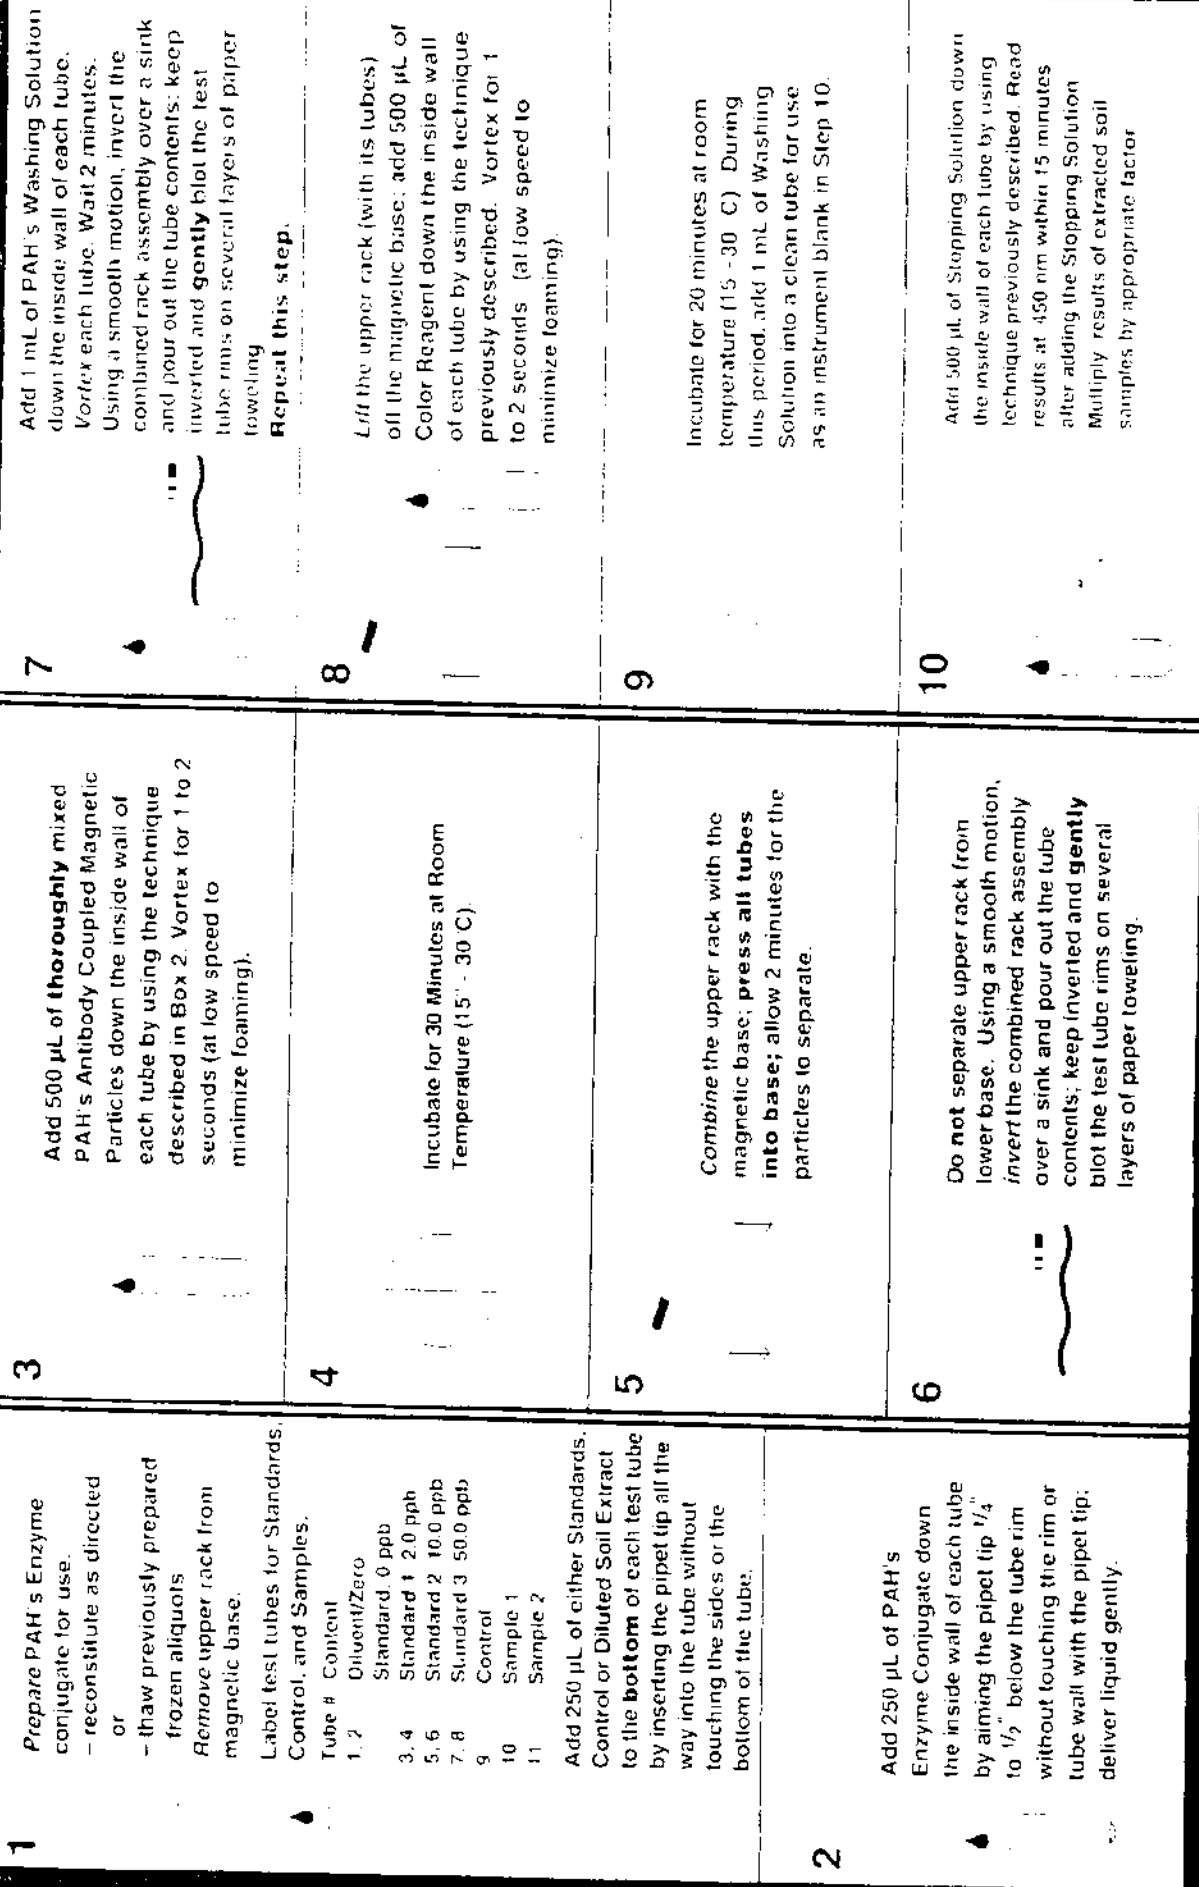 1
Prepare PAH's Enzyme
conjugate for use.
– reconstitute as directed
or
– thaw previously prepared
frozen aliquots
Remove upper rack from
magnetic base.
Label test tubes for Standards,
Control, and Samples.
Tube # Content
1, 2 Diluent/Zero
Standard, 0 ppb
3, 4 Standard 1 2.0 ppb
5, 6 Standard 2 10.0 ppb
7, 8 Standard 3 50.0 ppb
9 Control
10 Sample 1
11 Sample 2
Add 250 µL of either Standards,
Control or Diluted Soil Extract
to the bottom of each test tube
by inserting the pipet tip all the
way into the tube without
touching the sides or the
bottom of the tube.
2
Add 250 µL of PAH's
Enzyme Conjugate down
the inside wall of each tube
by aiming the pipet tip 1/4"
to 1/2" below the tube rim
without touching the rim or
tube wall with the pipet tip;
deliver liquid gently.
3
Add 500 µL of thoroughly mixed
PAH's Antibody Coupled Magnetic
Particles down the inside wall of
each tube by using the technique
described in Box 2. Vortex for 1 to 2
seconds (at low speed to
minimize foaming).
4
Incubate for 30 Minutes at Room
Temperature (15° - 30°C).
5
Combine the upper rack with the
magnetic base; press all tubes
into base; allow 2 minutes for the
particles to separate.
6
Do not separate upper rack from
lower base. Using a smooth motion,
invert the combined rack assembly
over a sink and pour out the tube
contents; keep inverted and gently
blot the test tube rims on several
layers of paper toweling.
7
Add 1 mL of PAH's Washing Solution
down the inside wall of each tube.
Vortex each tube. Wait 2 minutes.
Using a smooth motion, invert the
combined rack assembly over a sink
and pour out the tube contents: keep
inverted and gently blot the test
tube rims on several layers of paper
toweling
Repeat this step.
8
Lift the upper rack (with its tubes)
off the magnetic base; add 500 µL of
Color Reagent down the inside wall
of each tube by using the technique
previously described. Vortex for 1
to 2 seconds (at low speed to
minimize foaming).
9
Incubate for 20 minutes at room
temperature (15 - 30 C) During
this period, add 1 mL of Washing
Solution into a clean tube for use
as an instrument blank in Step 10.
10
Add 500 µL of Stopping Solution down
the inside wall of each tube by using
technique previously described. Read
results at 450 nm within 15 minutes
after adding the Stopping Solution
Multiply results of extracted soil
samples by appropriate factor